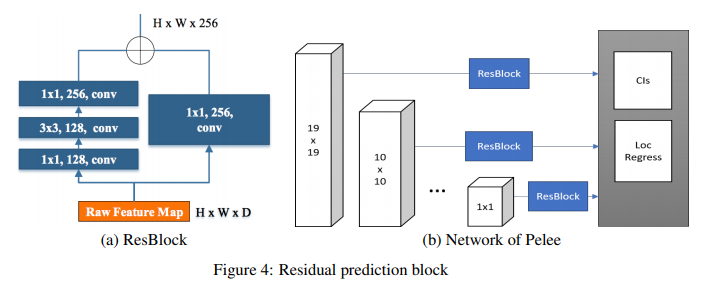 H x W x 256
1x1, 256, conv
3x3, 128, conv
1x1, 128, conv
1x1, 256,
conv
Raw Feature Map H x W x D
(a) ResBlock
19
x
19
10
x
10
...
1x1
ResBlock
ResBlock
ResBlock
Cls
Loc
Regress
(b) Network of Pelee
Figure 4: Residual prediction block